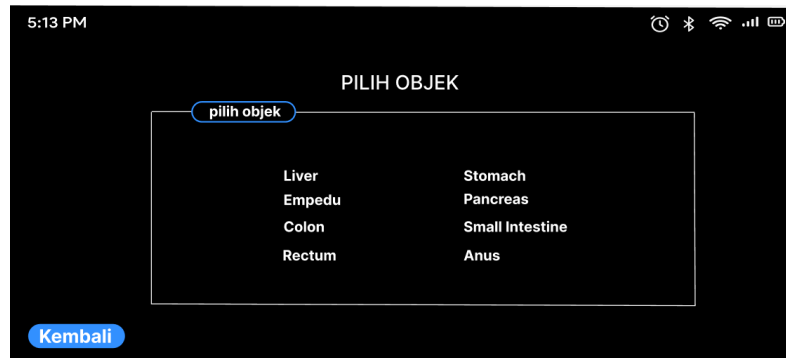 5:13 PM
PILIH OBJEK
pilih objek
Liver Stomach
Empedu Pancreas
Colon Small Intestine
Rectum Anus
Kembali